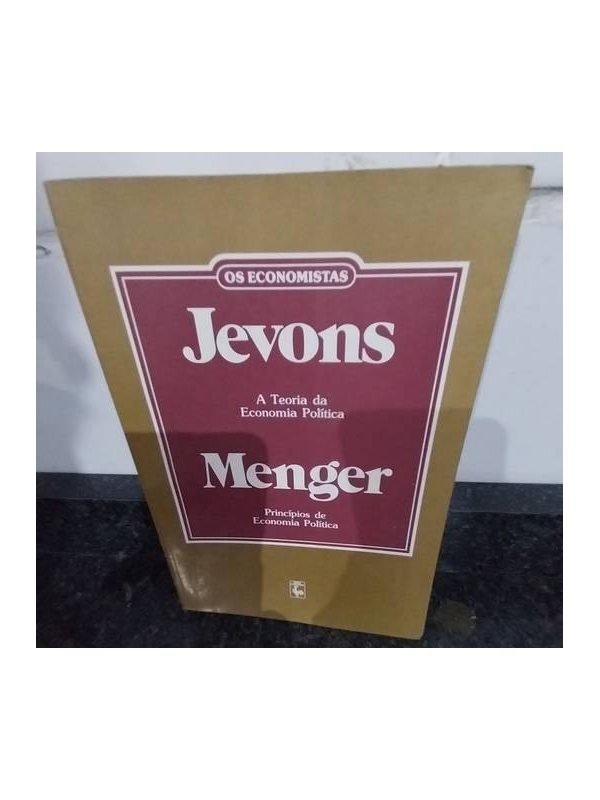 OS ECONOMISTAS
Jevons
A Teoria da
Economia Política
Menger
Princípios de
Economia Política